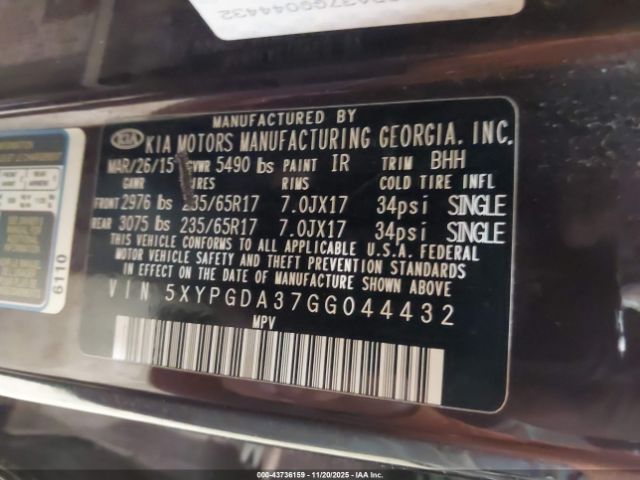 DA37GG044432
MANUFACTURED BY
KIA KIA MOTORS MANUFACTURING GEORGIA, INC.
MAR/26/15 GVWR 5490 lbs PAINT IR TRIM BHH
GAWR TIRES RIMS COLD TIRE INFL
FRONT 2976 lbs 235/65R17 7.0JX17 34psi SINGLE
REAR 3075 lbs 235/65R17 7.0JX17 34psi SINGLE
THIS VEHICLE CONFORMS TO ALL APPLICABLE U.S.A. FEDERAL
MOTOR VEHICLE SAFETY AND THEFT PREVENTION STANDARDS
IN EFFECT ON THE DATE OF MANUFACTURE SHOWN ABOVE.
VIN 5XYPGDA37GG044432
MPV
6110
000-43736159 - 11/20/2025 - IAA Inc.